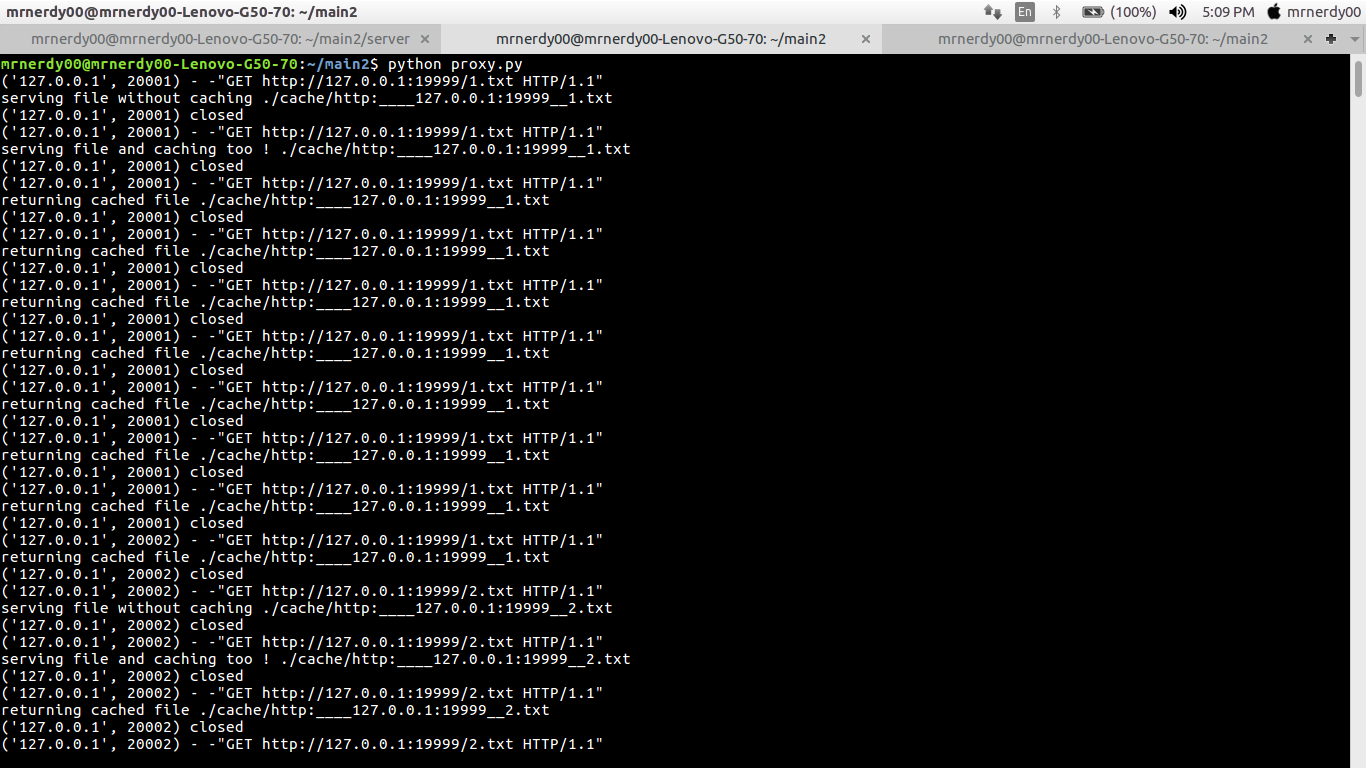 mrnerdy00@mrnerdy00-Lenovo-G50-70: ~/main2
En (100%) 5:09 PM mrnerdy00
mrnerdy00@mrnerdy00-Lenovo-G50-70: ~/main2/server × mrnerdy00@mrnerdy00-Lenovo-G50-70: ~/main2 × mrnerdy00@mrnerdy00-Lenovo-G50-70: ~/main2 ×
mrnerdy00@mrnerdy00-Lenovo-G50-70:~/main2$ python proxy.py
('127.0.0.1', 20001) - -"GET http://127.0.0.1:19999/1.txt HTTP/1.1"
serving file without caching ./cache/http:____127.0.0.1:19999__1.txt
('127.0.0.1', 20001) closed
('127.0.0.1', 20001) - -"GET http://127.0.0.1:19999/1.txt HTTP/1.1"
serving file and caching too ! ./cache/http:____127.0.0.1:19999__1.txt
('127.0.0.1', 20001) closed
('127.0.0.1', 20001) - -"GET http://127.0.0.1:19999/1.txt HTTP/1.1"
returning cached file ./cache/http:____127.0.0.1:19999__1.txt
('127.0.0.1', 20001) closed
('127.0.0.1', 20001) - -"GET http://127.0.0.1:19999/1.txt HTTP/1.1"
returning cached file ./cache/http:____127.0.0.1:19999__1.txt
('127.0.0.1', 20001) closed
('127.0.0.1', 20001) - -"GET http://127.0.0.1:19999/1.txt HTTP/1.1"
returning cached file ./cache/http:____127.0.0.1:19999__1.txt
('127.0.0.1', 20001) closed
('127.0.0.1', 20001) - -"GET http://127.0.0.1:19999/1.txt HTTP/1.1"
returning cached file ./cache/http:____127.0.0.1:19999__1.txt
('127.0.0.1', 20001) closed
('127.0.0.1', 20001) - -"GET http://127.0.0.1:19999/1.txt HTTP/1.1"
returning cached file ./cache/http:____127.0.0.1:19999__1.txt
('127.0.0.1', 20001) closed
('127.0.0.1', 20001) - -"GET http://127.0.0.1:19999/1.txt HTTP/1.1"
returning cached file ./cache/http:____127.0.0.1:19999__1.txt
('127.0.0.1', 20001) closed
('127.0.0.1', 20001) - -"GET http://127.0.0.1:19999/1.txt HTTP/1.1"
returning cached file ./cache/http:____127.0.0.1:19999__1.txt
('127.0.0.1', 20001) closed
('127.0.0.1', 20002) - -"GET http://127.0.0.1:19999/1.txt HTTP/1.1"
returning cached file ./cache/http:____127.0.0.1:19999__1.txt
('127.0.0.1', 20002) closed
('127.0.0.1', 20002) - -"GET http://127.0.0.1:19999/2.txt HTTP/1.1"
serving file without caching ./cache/http:____127.0.0.1:19999__2.txt
('127.0.0.1', 20002) closed
('127.0.0.1', 20002) - -"GET http://127.0.0.1:19999/2.txt HTTP/1.1"
serving file and caching too ! ./cache/http:____127.0.0.1:19999__2.txt
('127.0.0.1', 20002) closed
('127.0.0.1', 20002) - -"GET http://127.0.0.1:19999/2.txt HTTP/1.1"
returning cached file ./cache/http:____127.0.0.1:19999__2.txt
('127.0.0.1', 20002) closed
('127.0.0.1', 20002) - -"GET http://127.0.0.1:19999/2.txt HTTP/1.1"